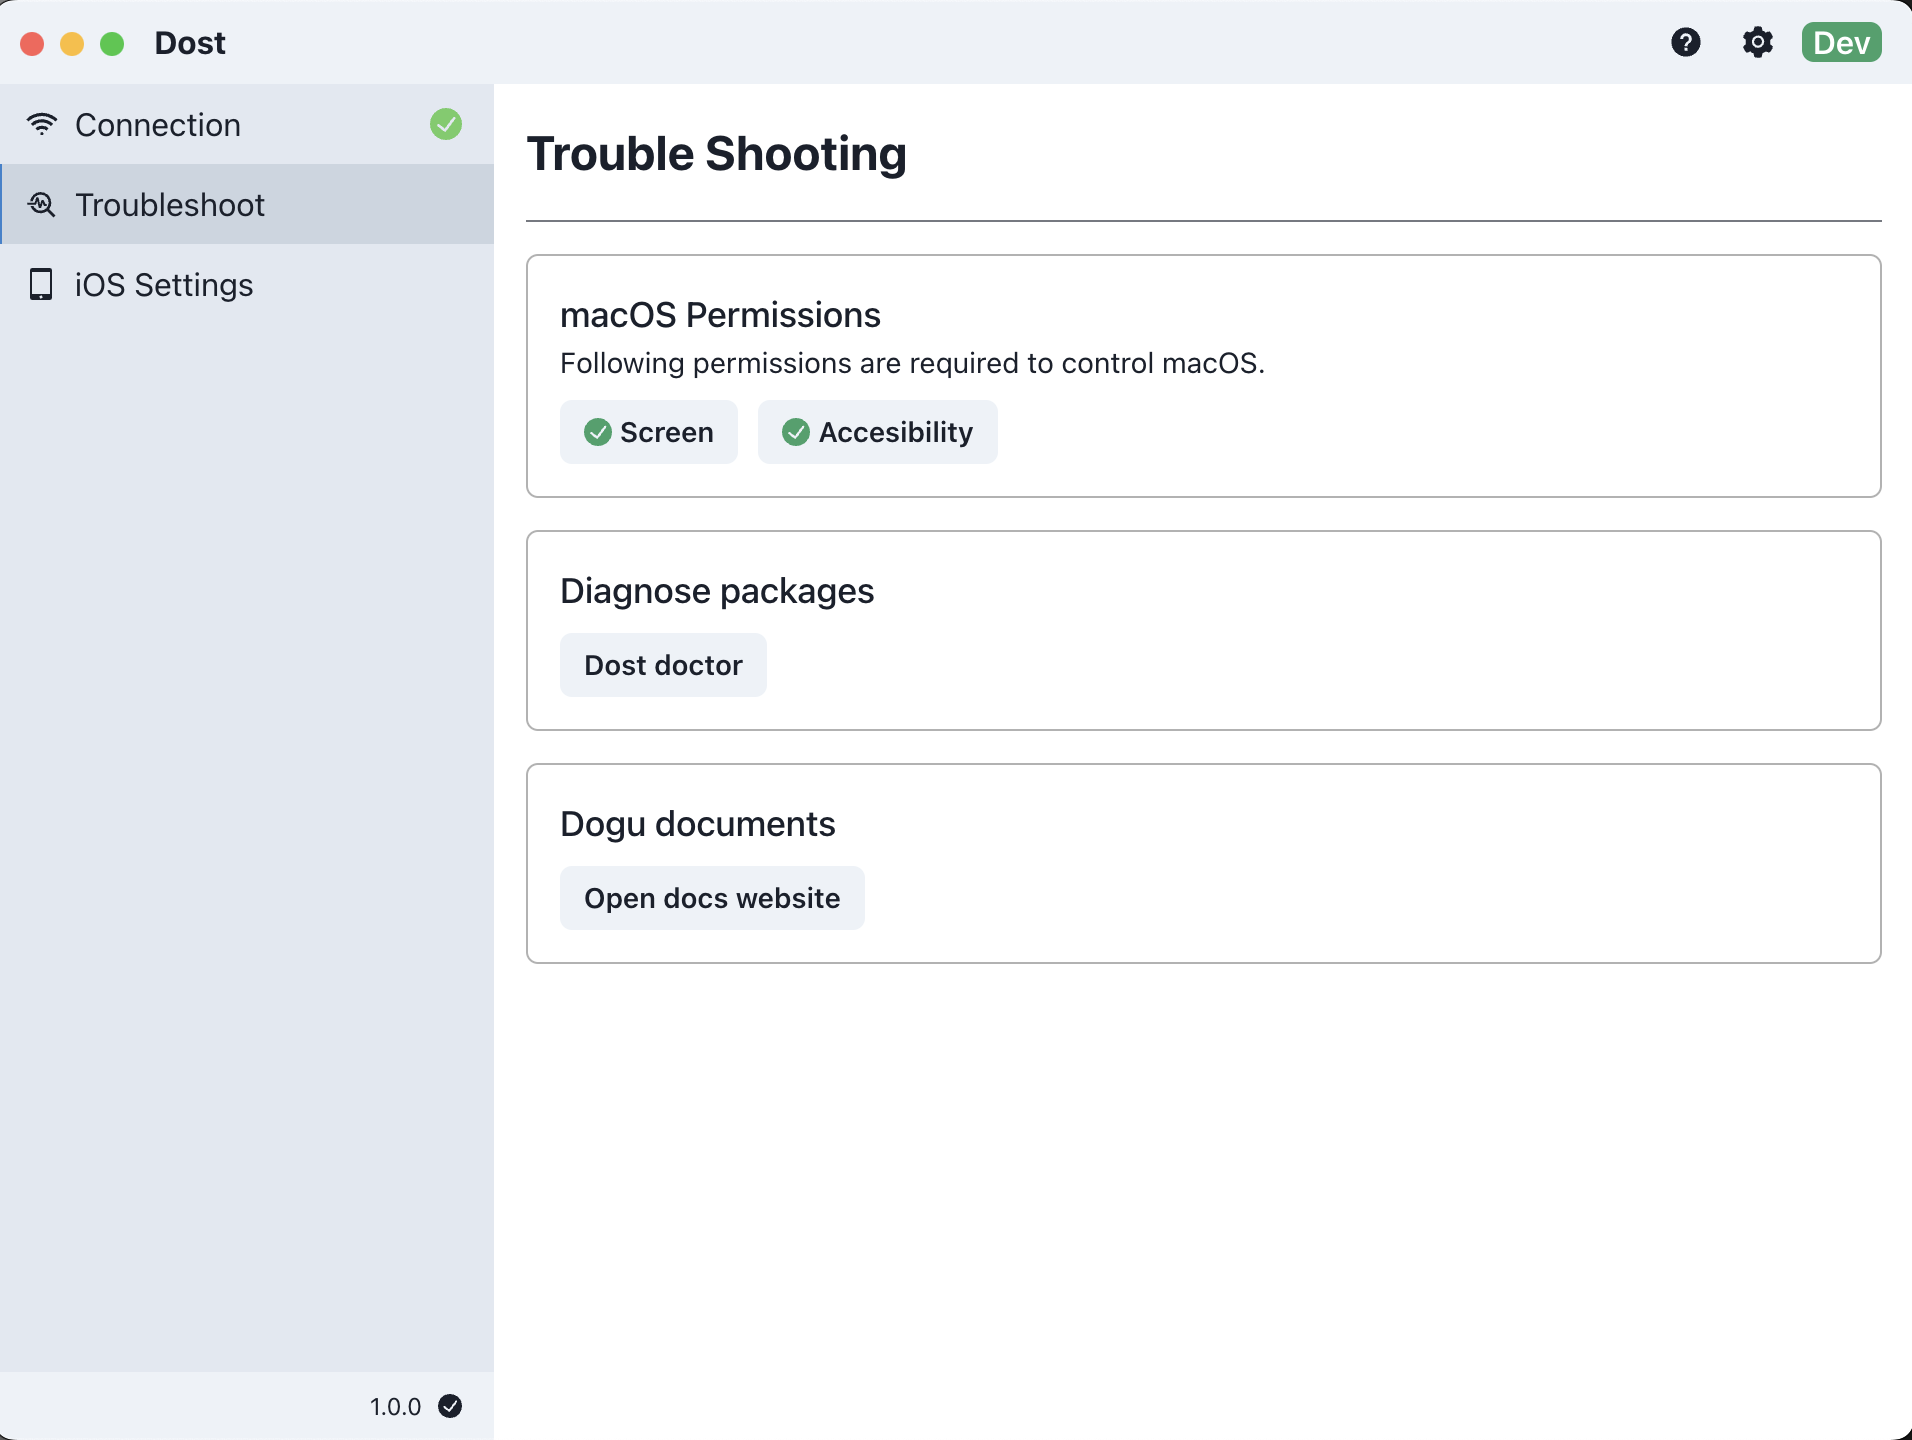 Dost
Dev
Connection
Troubleshoot
iOS Settings
1.0.0
Trouble Shooting
macOS Permissions
Following permissions are required to control macOS.
Screen
Accesibility
Diagnose packages
Dost doctor
Dogu documents
Open docs website